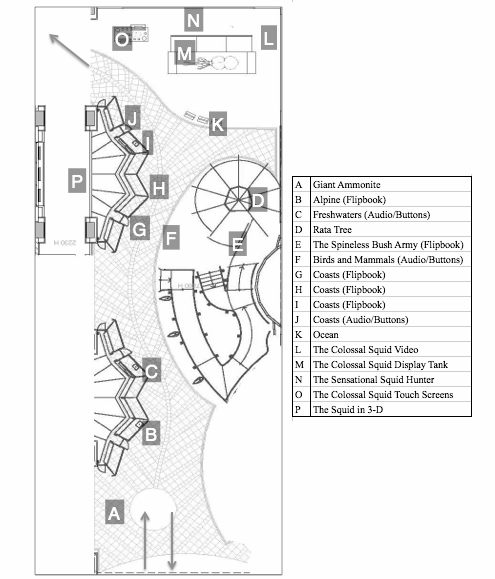 N
O
L
M
J
K
I
P
H
D
G
F
E
C
B
A
A Giant Ammonite
B Alpine (Flipbook)
C Freshwaters (Audio/Buttons)
D Rata Tree
E The Spineless Bush Army (Flipbook)
F Birds and Mammals (Audio/Buttons)
G Coasts (Flipbook)
H Coasts (Flipbook)
I Coasts (Flipbook)
J Coasts (Audio/Buttons)
K Ocean
L The Colossal Squid Video
M The Colossal Squid Display Tank
N The Sensational Squid Hunter
O The Colossal Squid Touch Screens
P The Squid in 3-D